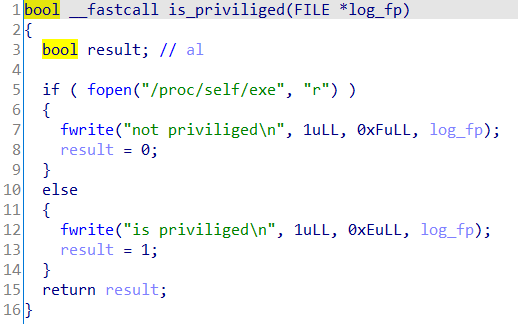 1 bool __fastcall is_priviliged(FILE *log_fp)
2 {
3   bool result; // al
4
5   if ( fopen("/proc/self/exe", "r") )
6   {
7     fwrite("not priviliged\n", 1uLL, 0xFuLL, log_fp);
8     result = 0;
9   }
10   else
11   {
12     fwrite("is priviliged\n", 1uLL, 0xEuLL, log_fp);
13     result = 1;
14   }
15   return result;
16 }